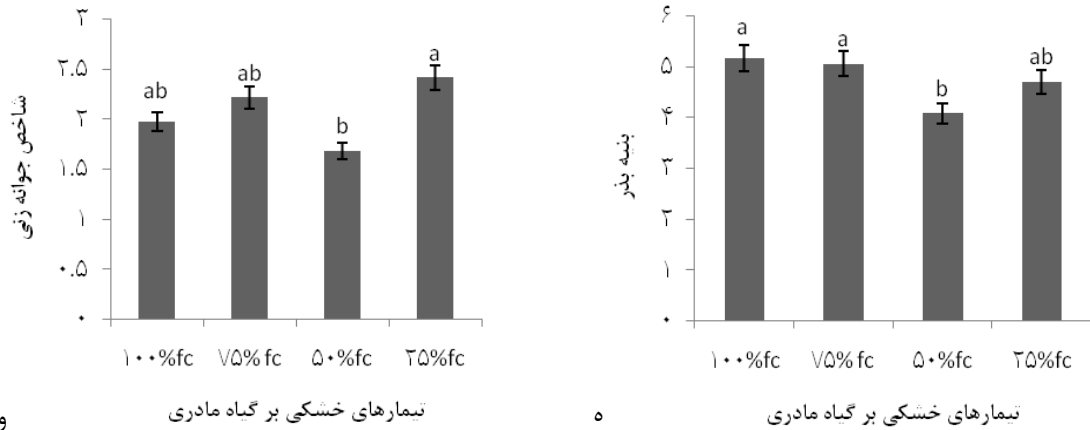 ۳
۲.۵
۲
۱.۵
۱
۰.۵
۰
شاخص جوانه زنی
ab
ab
b
a
۱۰۰%fc ۷۵%fc ۵۰%fc ۲۵%fc
تیمارهای خشکی بر گیاه مادری
و
۶
۵
۴
۳
۲
۱
۰
بنیه بذر
a
a
b
ab
۱۰۰%fc ۷۵%fc ۵۰%fc ۲۵%fc
تیمارهای خشکی بر گیاه مادری
ه